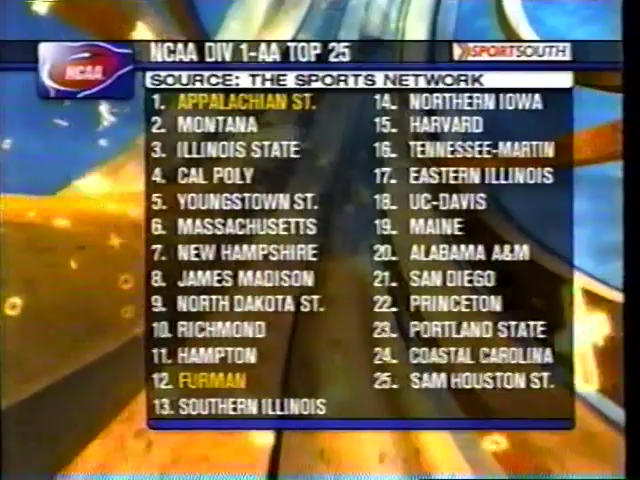 NCAA DIV 1-AA TOP 25
SPORTSOUTH
NCAA
SOURCE: THE SPORTS NETWORK
1. APPALACHIAN ST.
2. MONTANA
3. ILLINOIS STATE
4. CAL POLY
5. YOUNGSTOWN ST.
6. MASSACHUSETTS
7. NEW HAMPSHIRE
8. JAMES MADISON
9. NORTH DAKOTA ST.
10. RICHMOND
11. HAMPTON
12. FURMAN
13. SOUTHERN ILLINOIS
14. NORTHERN IOWA
15. HARVARD
16. TENNESSEE-MARTIN
17. EASTERN ILLINOIS
18. UC-DAVIS
19. MAINE
20. ALABAMA A&M
21. SAN DIEGO
22. PRINCETON
23. PORTLAND STATE
24. COASTAL CAROLINA
25. SAM HOUSTON ST.